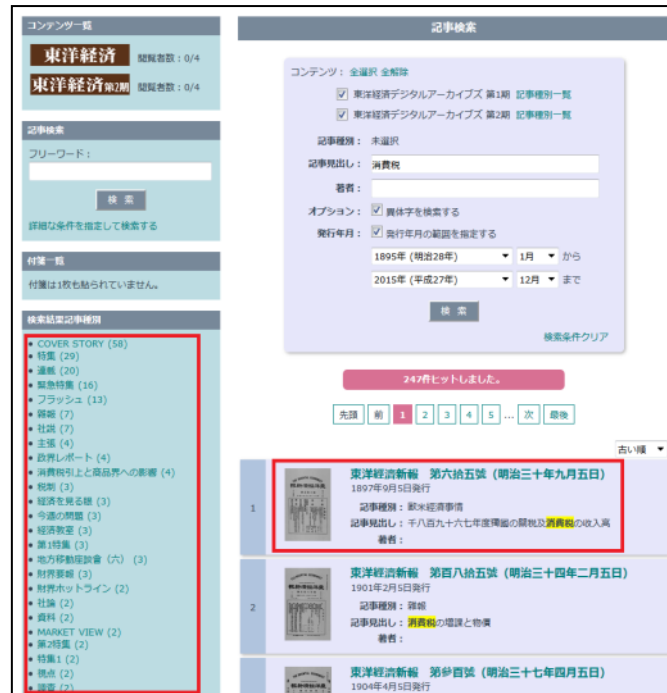 コンテンツ一覧
東洋経済 閲覧者数：0/4
東洋経済第2期 閲覧者数：0/4
記事検索
フリーワード：
検 索
詳細な条件を指定して検索する
付箋一覧
付箋は1枚も貼られていません。
検索結果記事種別
COVER STORY (58)
特集 (29)
連載 (20)
緊急特集 (16)
フラッシュ (13)
雑報 (7)
社説 (7)
主張 (4)
政界レポート (4)
消費税引上と商品界への影響 (4)
税制 (3)
経済を見る眼 (3)
今週の問題 (3)
経済教室 (3)
第1特集 (3)
地方移動座談會（六） (3)
財界要報 (3)
財界ホットライン (2)
社論 (2)
資料 (2)
MARKET VIEW (2)
第2特集 (2)
特集1 (2)
視点 (2)
調査 (2)
記事検索
コンテンツ： 全選択 全解除
東洋経済デジタルアーカイブズ 第1期 記事種別一覧
東洋経済デジタルアーカイブズ 第2期 記事種別一覧
記事種別： 未選択
記事見出し： 消費税
著者：
オプション： 異体字を検索する
発行年月： 発行年月の範囲を指定する
1895年 (明治28年) 1月 から
2015年 (平成27年) 12月 まで
検 索
検索条件クリア
247件ヒットしました。
先頭 前 1 2 3 4 5 ... 次 最後
古い順
1
東洋經濟新報 第六拾五號（明治三十年九月五日）
1897年9月5日発行
記事種別： 歐米經濟事情
記事見出し： 千八百九十六七年度獨國の關税及消費税の収入高
著者：
2
東洋經濟新報 第百八拾五號（明治三十四年二月五日）
1901年2月5日発行
記事種別： 雜報
記事見出し： 消費税の増課と物價
著者：
東洋經濟新報 第參百號（明治三十七年四月五日）
1904年4月5日発行